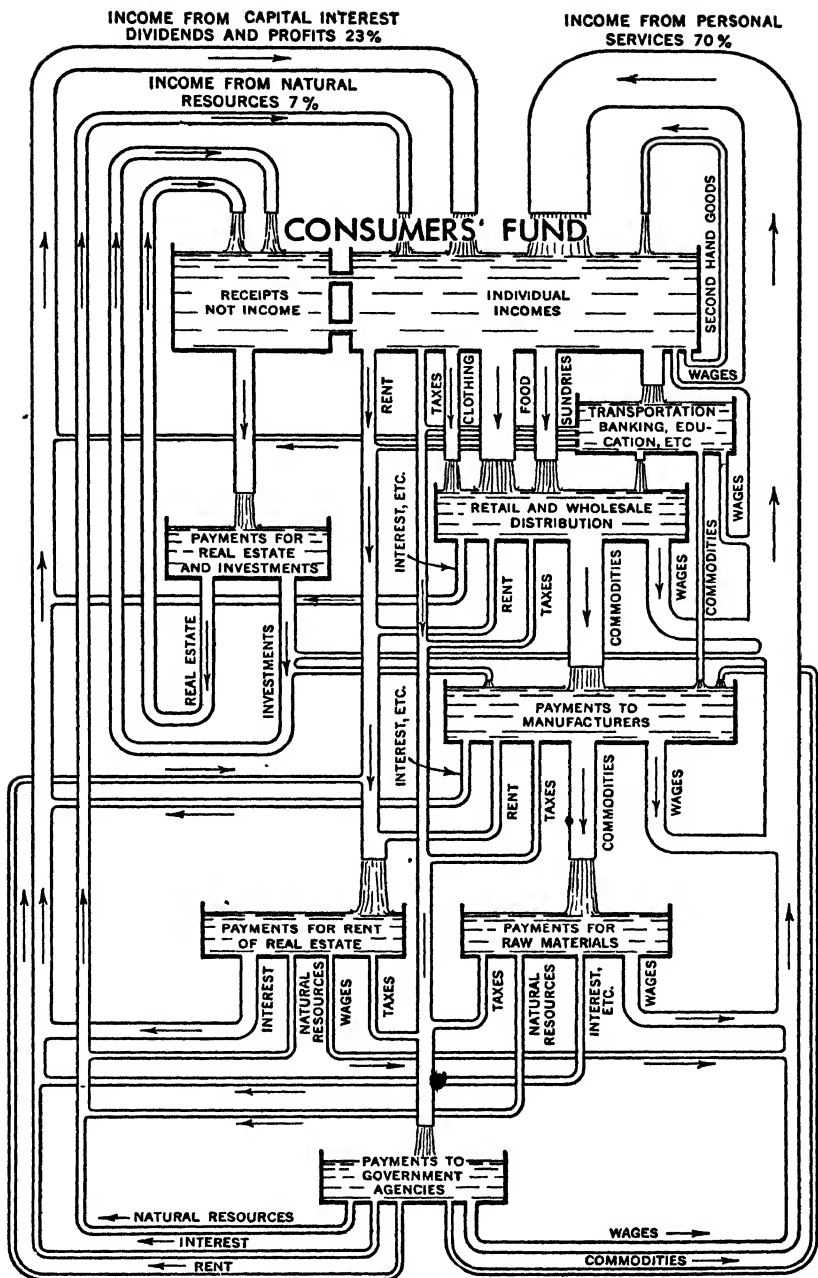 INCOME FROM CAPITAL INTEREST
DIVIDENDS AND PROFITS 23%
INCOME FROM PERSONAL
SERVICES 70%
INCOME FROM NATURAL
RESOURCES 7%
CONSUMERS' FUND
RECEIPTS
NOT INCOME
INDIVIDUAL
INCOMES
SECOND HAND GOODS
RENT
TAXES
CLOTHING
FOOD
SUNDRIES
WAGES
TRANSPORTATION
BANKING, EDU-
CATION, ETC
WAGES
COMMODITIES
RETAIL AND WHOLESALE
DISTRIBUTION
PAYMENTS FOR
REAL ESTATE
AND INVESTMENTS
INTEREST, ETC.
RENT
TAXES
COMMODITIES
WAGES
REAL ESTATE
INVESTMENTS
PAYMENTS TO
MANUFACTURERS
INTEREST, ETC.
RENT
TAXES
COMMODITIES
WAGES
PAYMENTS FOR RENT
OF REAL ESTATE
PAYMENTS FOR
RAW MATERIALS
INTEREST
NATURAL
RESOURCES
WAGES
TAXES
TAXES
NATURAL
RESOURCES
INTEREST,
ETC.
WAGES
PAYMENTS TO
GOVERNMENT
AGENCIES
NATURAL RESOURCES
INTEREST
RENT
WAGES
COMMODITIES